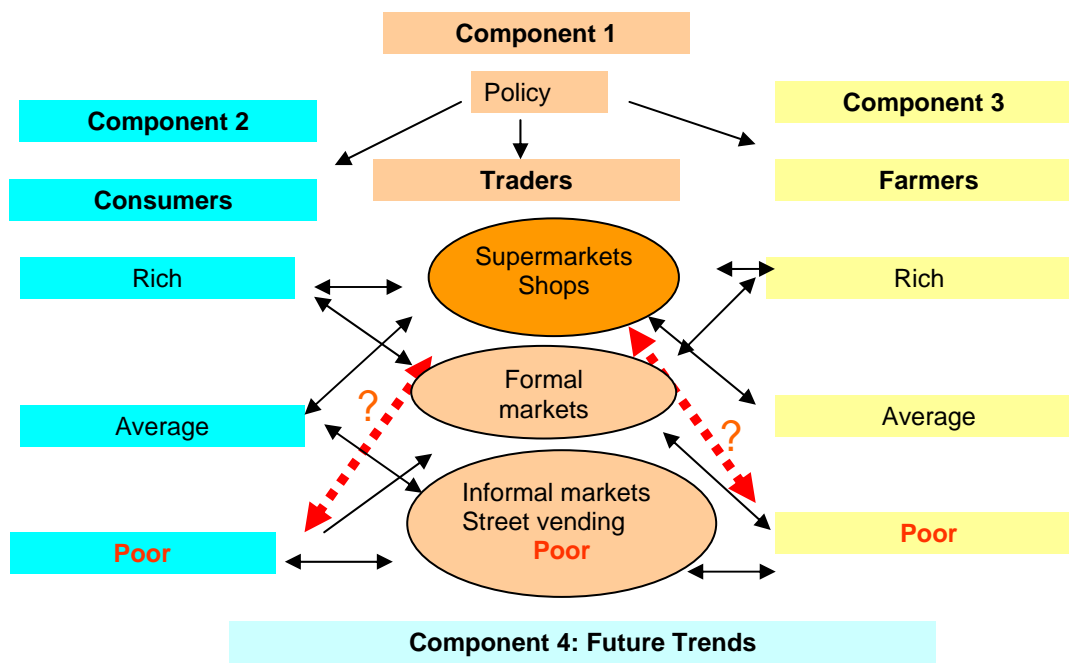 Component 1
Policy
Component 2
Component 3
Traders
Farmers
Consumers
Supermarkets
Shops
Rich
Rich
Formal
markets
?
?
Average
Average
Informal markets
Street vending
Poor
Poor
Poor
Component 4: Future Trends